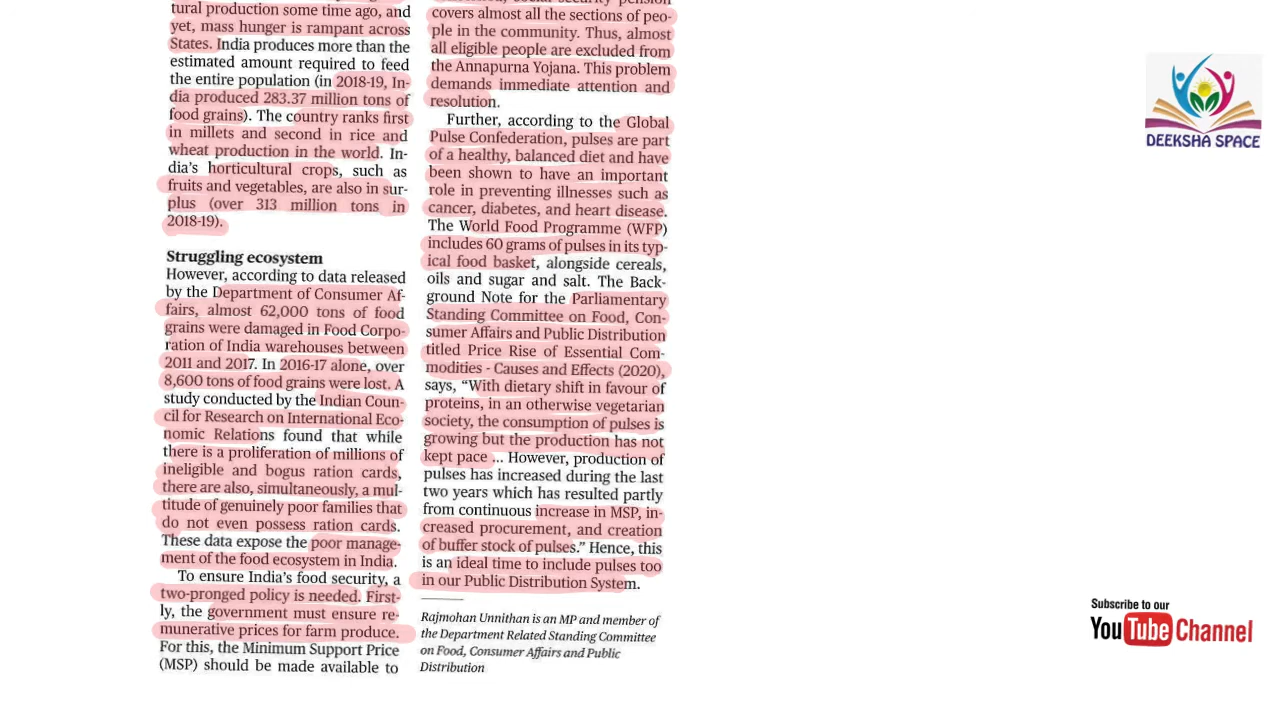 tural production some time ago, and
yet, mass hunger is rampant across
States. India produces more than the
estimated amount required to feed
the entire population (in 2018-19, In-
dia produced 283.37 million tons of
food grains). The country ranks first
in millets and second in rice and
wheat production in the world. In-
dia's horticultural crops, such as
fruits and vegetables, are also in sur-
plus (over 313 million tons in
2018-19).
Struggling ecosystem
However, according to data released
by the Department of Consumer Af-
fairs, almost 62,000 tons of food
grains were damaged in Food Corpo-
ration of India warehouses between
2011 and 2017. In 2016-17 alone, over
8,600 tons of food grains were lost. A
study conducted by the Indian Coun-
cil for Research on International Eco-
nomic Relations found that while
there is a proliferation of millions of
ineligible and bogus ration cards,
there are also, simultaneously, a mul-
titude of genuinely poor families that
do not even possess ration cards.
These data expose the poor manage-
ment of the food ecosystem in India.
To ensure India's food security, a
two-pronged policy is needed. First-
ly, the government must ensure re-
munerative prices for farm produce.
For this, the Minimum Support Price
(MSP) should be made available to
social security pension
covers almost all the sections of peo-
ple in the community. Thus, almost
all eligible people are excluded from
the Annapurna Yojana. This problem
demands immediate attention and
resolution.
Further, according to the Global
Pulse Confederation, pulses are part
of a healthy, balanced diet and have
been shown to have an important
role in preventing illnesses such as
cancer, diabetes, and heart disease.
The World Food Programme (WFP)
includes 60 grams of pulses in its typ-
ical food basket, alongside cereals,
oils and sugar and salt. The Back-
ground Note for the Parliamentary
Standing Committee on Food, Con-
sumer Affairs and Public Distribution
titled Price Rise of Essential Com-
modities - Causes and Effects (2020),
says, “With dietary shift in favour of
proteins, in an otherwise vegetarian
society, the consumption of pulses is
growing but the production has not
kept pace ... However, production of
pulses has increased during the last
two years which has resulted partly
from continuous increase in MSP, in-
creased procurement, and creation
of buffer stock of pulses.” Hence, this
is an ideal time to include pulses too
in our Public Distribution System.
Rajmohan Unnithan is an MP and member of
the Department Related Standing Committee
on Food, Consumer Affairs and Public
Distribution
DEEKSHA SPACE
Subscribe to our
YouTube Channel